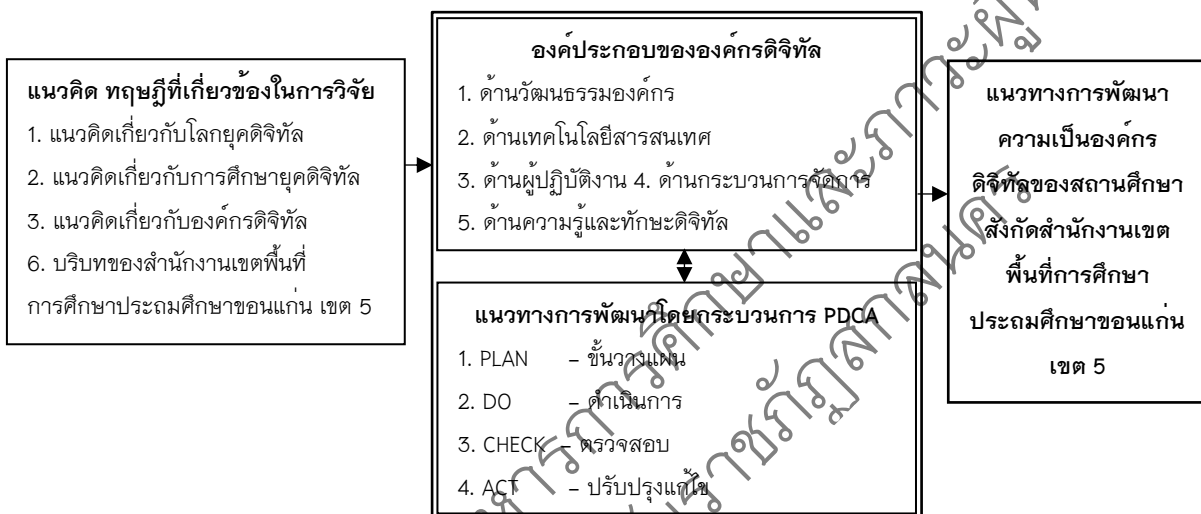 แนวคิด ทฤษฎีที่เกี่ยวข้องในการวิจัย
1. แนวคิดเกี่ยวกับโลกยุคดิจิทัล
2. แนวคิดเกี่ยวกับการศึกษายุคดิจิทัล
3. แนวคิดเกี่ยวกับองค์กรดิจิทัล
6. บริบทของสำนักงานเขตพื้นที่
การศึกษาประถมศึกษาขอนแก่น เขต 5
องค์ประกอบขององค์กรดิจิทัล
1. ด้านวัฒนธรรมองค์กร
2. ด้านเทคโนโลยีสารสนเทศ
3. ด้านผู้ปฏิบัติงาน 4. ด้านกระบวนการจัดการ
5. ด้านความรู้และทักษะดิจิทัล
แนวทางการพัฒนาโดยกระบวนการ PDCA
1. PLAN – ขั้นวางแผน
2. DO – ดำเนินการ
3. CHECK – ตรวจสอบ
4. ACT – ปรับปรุงแก้ไข
แนวทางการพัฒนา
ความเป็นองค์กร
ดิจิทัลของสถานศึกษา
สังกัดสำนักงานเขต
พื้นที่การศึกษา
ประถมศึกษาขอนแก่น
เขต 5